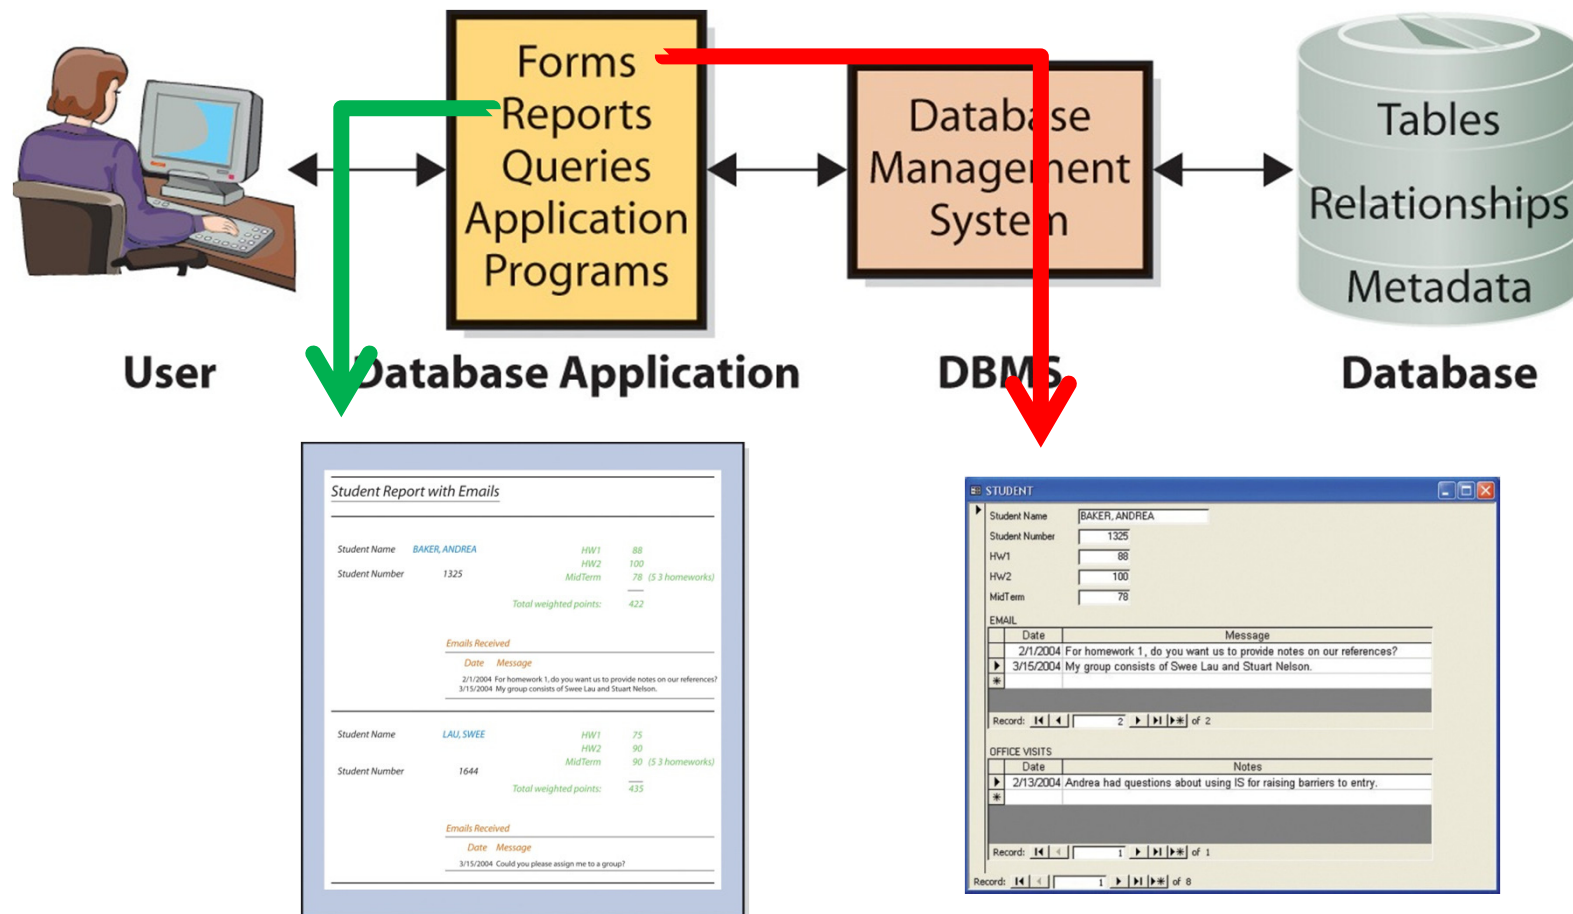 Forms
Reports
Queries
Application
Programs
Database
Management
System
Tables
Relationships
Metadata
User
Database Application
DBMS
Database
Student Report with Emails
Student Name BAKER, ANDREA HW1 88
HW2 100
Student Number 1325 MidTerm 78 (5 3 homeworks)
Total weighted points: 422
Emails Received
Date Message
2/1/2004 For homework 1, do you want us to provide notes on our references?
3/15/2004 My group consists of Swee Lau and Stuart Nelson.
Student Name LAU, SWEE HW1 75
HW2 90
MidTerm 90 (5 3 homeworks)
Student Number 1644
Total weighted points: 435
Emails Received
Date Message
3/15/2004 Could you please assign me to a group?
STUDENT
Student Name BAKER, ANDREA
Student Number 1325
HW1 88
HW2 100
MidTerm 78
EMAIL
Date Message
2/1/2004 For homework 1, do you want us to provide notes on our references?
3/15/2004 My group consists of Swee Lau and Stuart Nelson.
Record: 2 of 2
OFFICE VISITS
Date Notes
2/13/2004 Andrea had questions about using IS for raising barriers to entry.
Record: 1 of 1
Record: 1 of 8